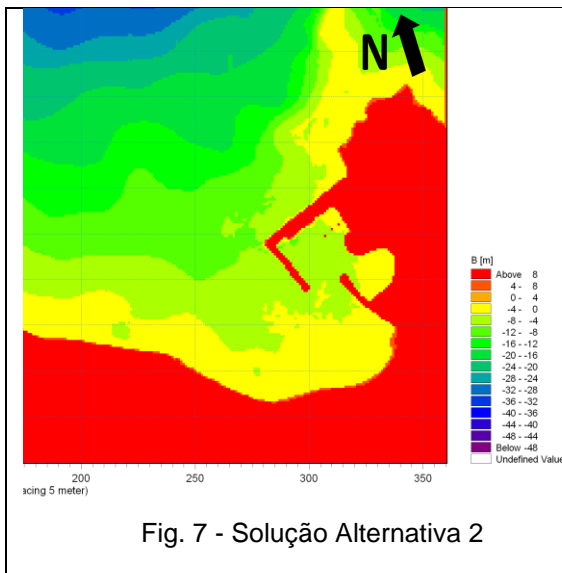 N
B [m]
Above 8
4 - 8
0 - 4
-4 - 0
-8 - -4
-12 - -8
-16 - -12
-20 - -16
-24 - -20
-28 - -24
-32 - -28
-36 - -32
-40 - -36
-44 - -40
-48 - -44
Below -48
Undefined Value
200 250 300 350
acing 5 meter)
Fig. 7 - Solução Alternativa 2